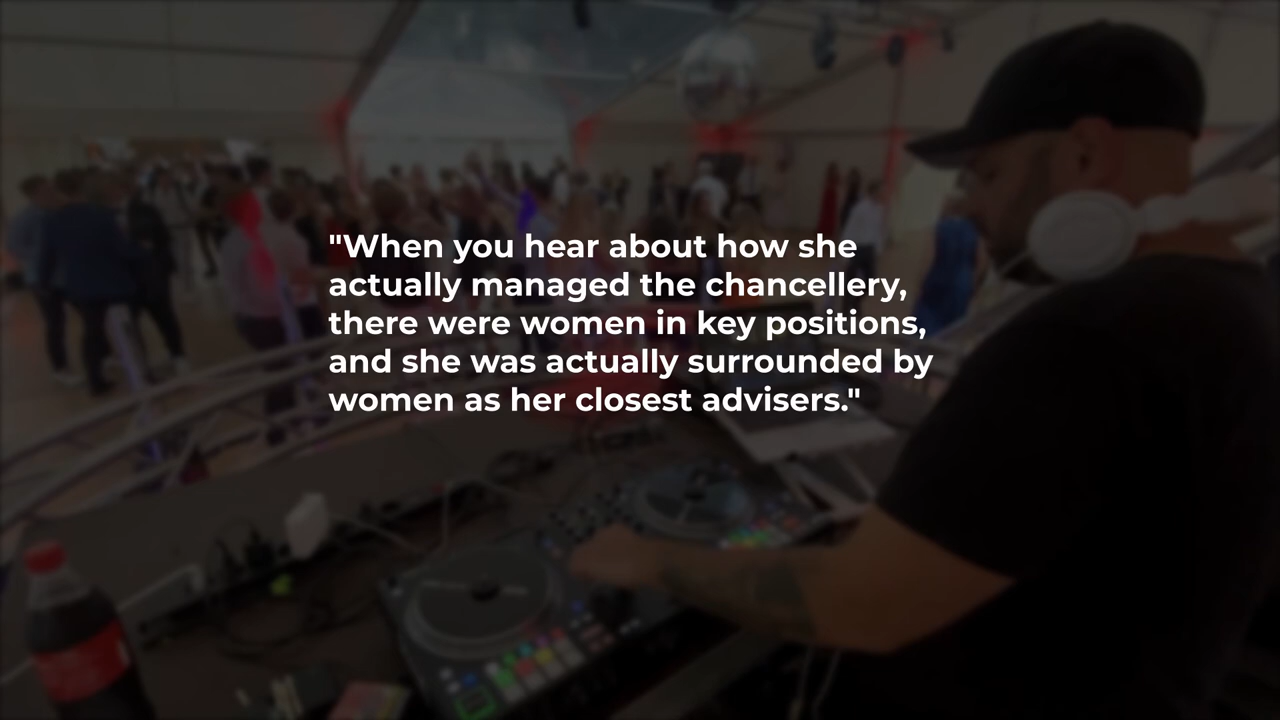 "When you hear about how she
actually managed the chancellery,
there were women in key positions,
and she was actually surrounded by
women as her closest advisers."